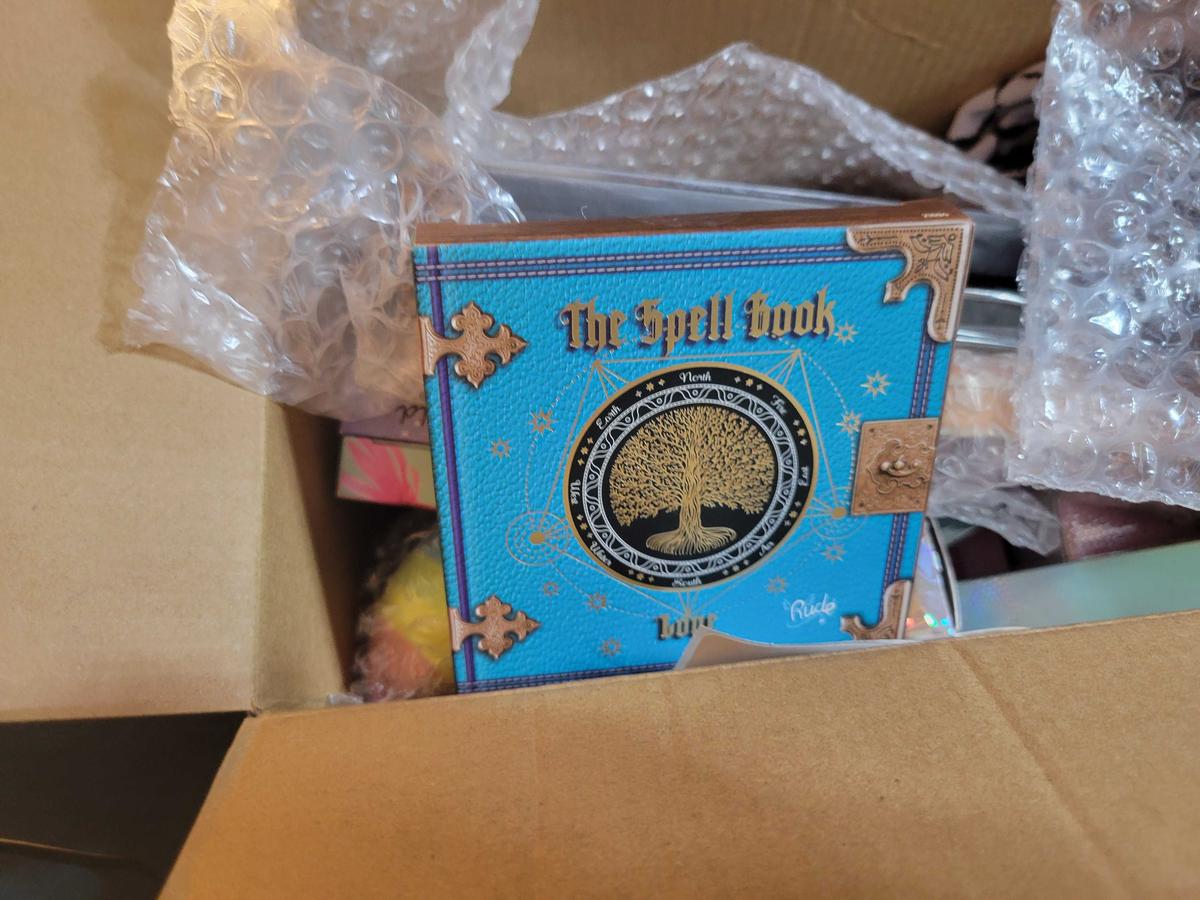 The Spell Book
North
Earth
Fire
West
East
Water
Air
South
Rude
Love